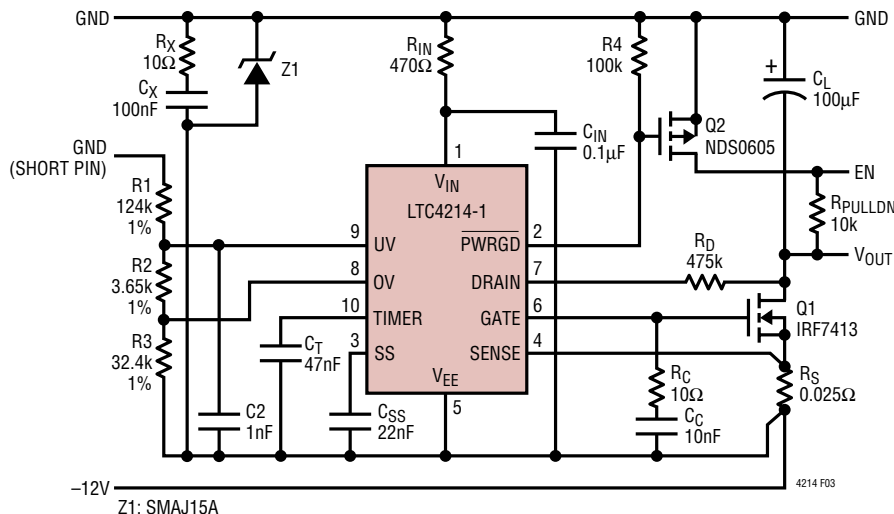 GND
GND
RX
10Ω
Z1
RIN
470Ω
R4
100k
+
CL
100µF
CX
100nF
CIN
0.1µF
Q2
NDS0605
GND
(SHORT PIN)
EN
R1
124k
1%
1
VIN
LTC4214-1
RPULLDN
10k
9
UV
PWRGD
2
RD
475k
VOUT
R2
3.65k
1%
8
OV
DRAIN
7
10
TIMER
GATE
6
Q1
IRF7413
R3
32.4k
1%
CT
47nF
3
SS
SENSE
4
VEE
5
RC
10Ω
RS
0.025Ω
C2
1nF
CSS
22nF
CC
10nF
–12V
4214 F03
Z1: SMAJ15A